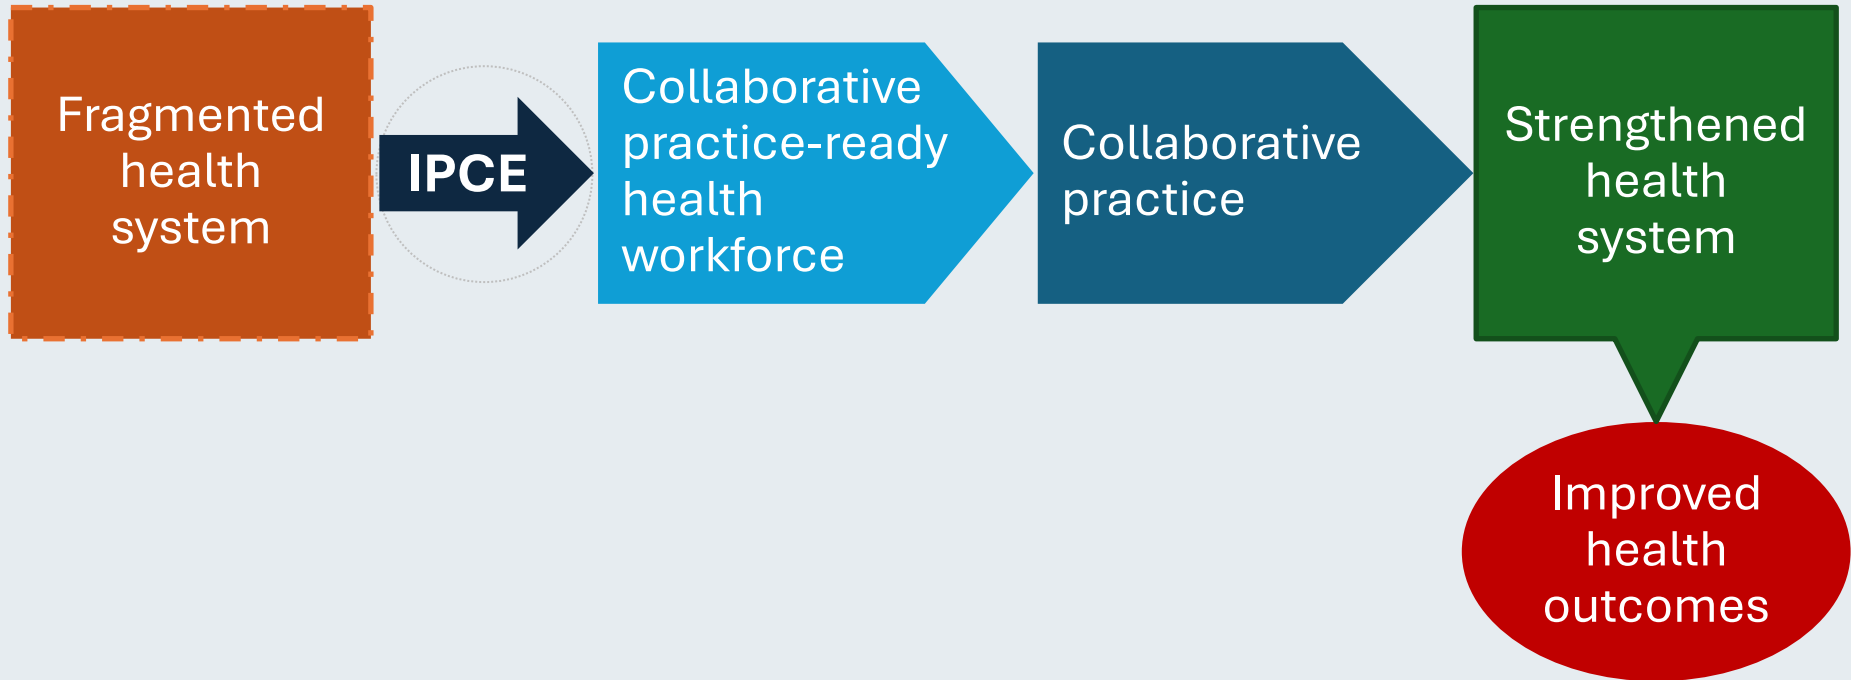 Fragmented
health
system
IPCE
Collaborative
practice-ready
health
workforce
Collaborative
practice
Strengthened
health
system
Improved
health
outcomes